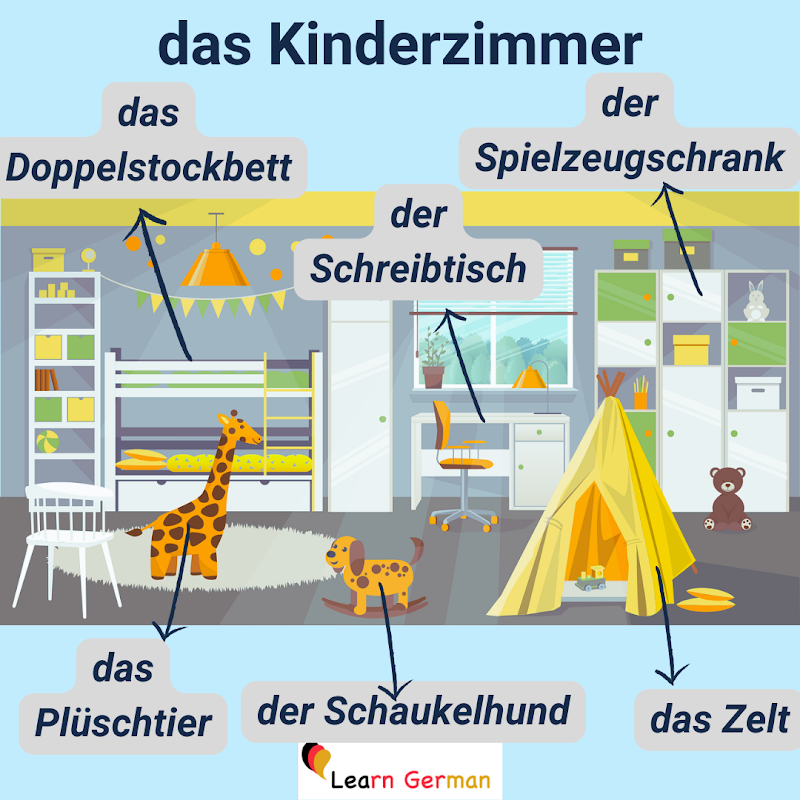 das Kinderzimmer
das
Doppelstockbett
der
Spielzeugschrank
der
Schreibtisch
das
Plüschtier
der Schaukelhund
das Zelt
Learn German